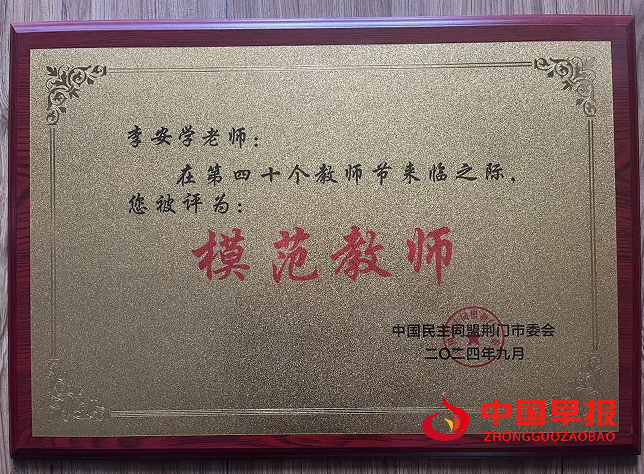 李安学老师：
在第四十个教师节来临之际，
您被评为：
模范教师
中国民主同盟荆门市委会
二〇二四年九月
中国早报
ZHONGGUOZAOBAO